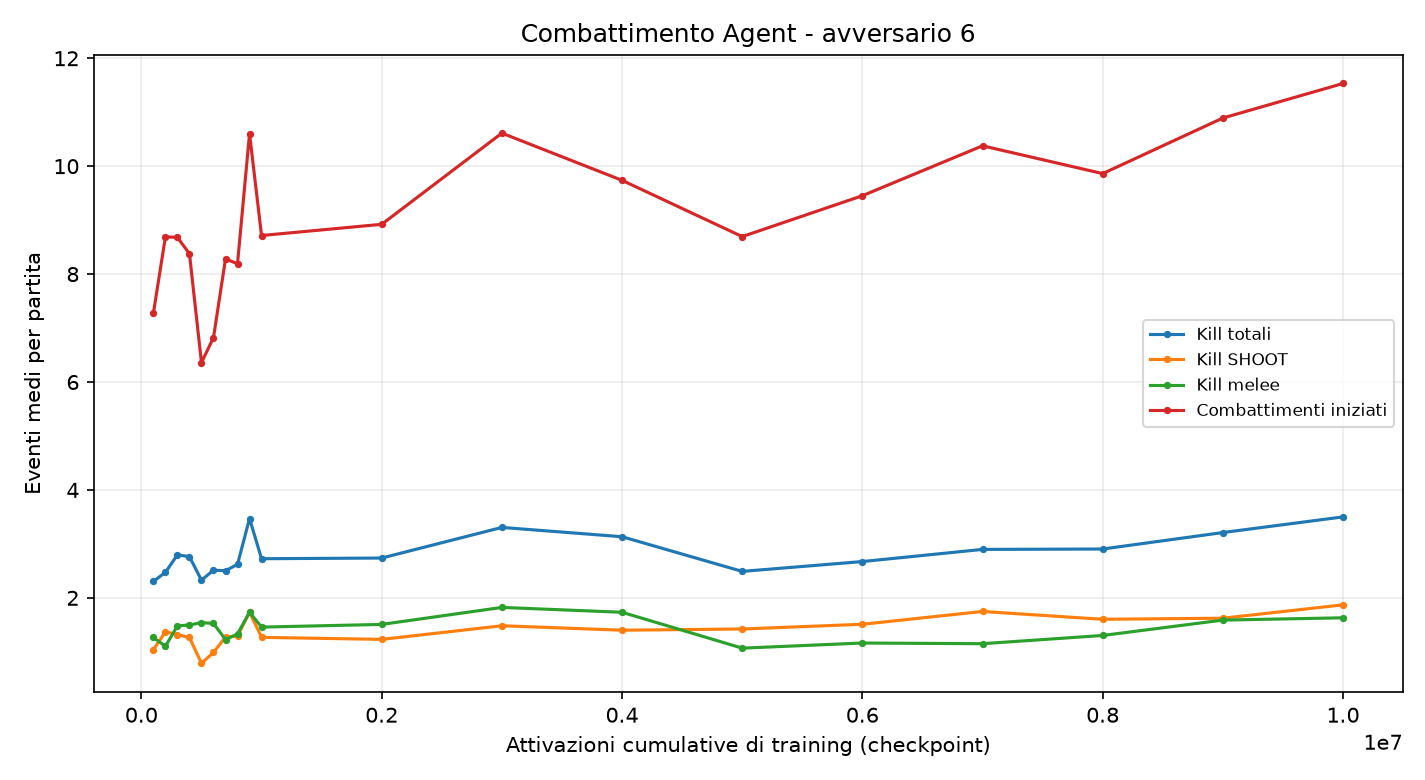 Combattimento Agent - avversario 6
Eventi medi per partita
12
10
8
6
4
2
Kill totali
Kill SHOOT
Kill melee
Combattimenti iniziati
0.0 0.2 0.4 0.6 0.8 1.0
1e7
Attivazioni cumulative di training (checkpoint)